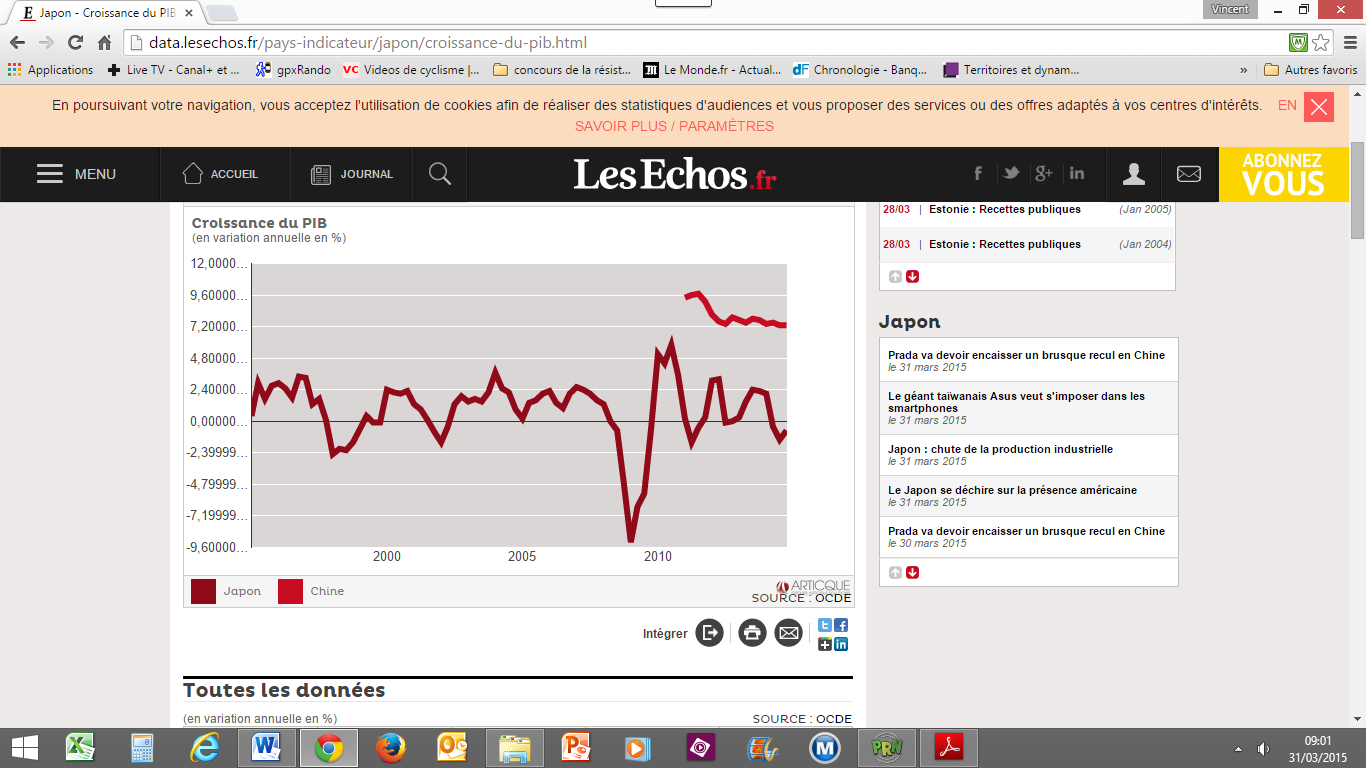 Japon - Croissance du PIB
Vincent
data.lesechos.fr/pays-indicateur/japon/croissance-du-pib.html
Applications
Live TV - Canal+ et ...
gpxRando
Videos de cyclisme |...
concours de la résist...
Le Monde.fr - Actual...
Chronologie - Banq...
Territoires et dynam...
»
Autres favoris
En poursuivant votre navigation, vous acceptez l'utilisation de cookies afin de réaliser des statistiques d'audiences et vous proposer des services ou des offres adaptés à vos centres d'intérêts. EN
SAVOIR PLUS / PARAMÈTRES
MENU
ACCUEIL
JOURNAL
Les Echos.fr
ABONNEZ
VOUS
Croissance du PIB
(en variation annuelle en %)
12,0000...
9,60000...
7,20000...
4,80000...
2,40000...
0,00000...
-2,39999...
-4,79999...
-7,19999...
-9,60000...
2000
2005
2010
Japon
Chine
ARTICQUE
SOURCE : OCDE
Intégrer
Toutes les données
(en variation annuelle en %)
SOURCE : OCDE
28/03 | Estonie : Recettes publiques (Jan 2005)
28/03 | Estonie : Recettes publiques (Jan 2004)
Japon
Prada va devoir encaisser un brusque recul en Chine
le 31 mars 2015
Le géant taïwanais Asus veut s'imposer dans les
smartphones
le 31 mars 2015
Japon : chute de la production industrielle
le 31 mars 2015
Le Japon se déchire sur la présence américaine
le 31 mars 2015
Prada va devoir encaisser un brusque recul en Chine
le 30 mars 2015
09:01
31/03/2015